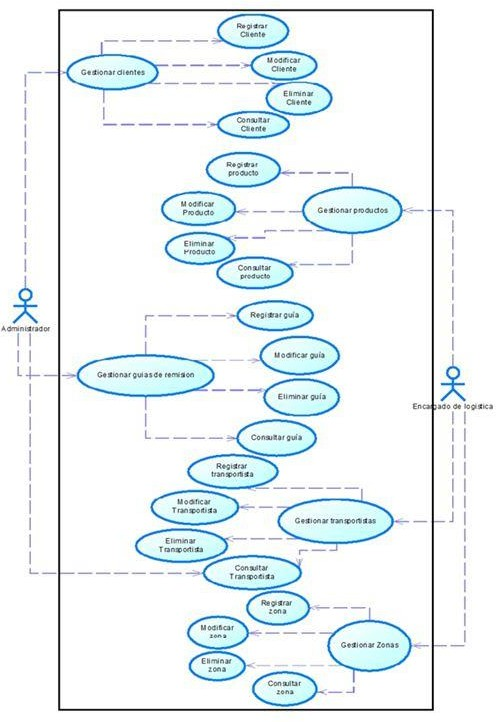 Registrar
Cliente
Gestionar clientes
Modificar
Cliente
Eliminar
Cliente
Consultar
Cliente
Registrar
producto
Modificar
Producto
Gestionar productos
Eliminar
Producto
Consultar
producto
Administrador
Registrar guía
Modificar guía
Gestionar guias de remision
Eliminar guía
Encargado de logistica
Consultar guía
Registrar
transportista
Modificar
Transportista
Gestionar transportistas
Eliminar
Transportista
Consultar
Transportista
Registrar
zona
Modificar
zona
Gestionar Zonas
Eliminar
zona
Consultar
zona